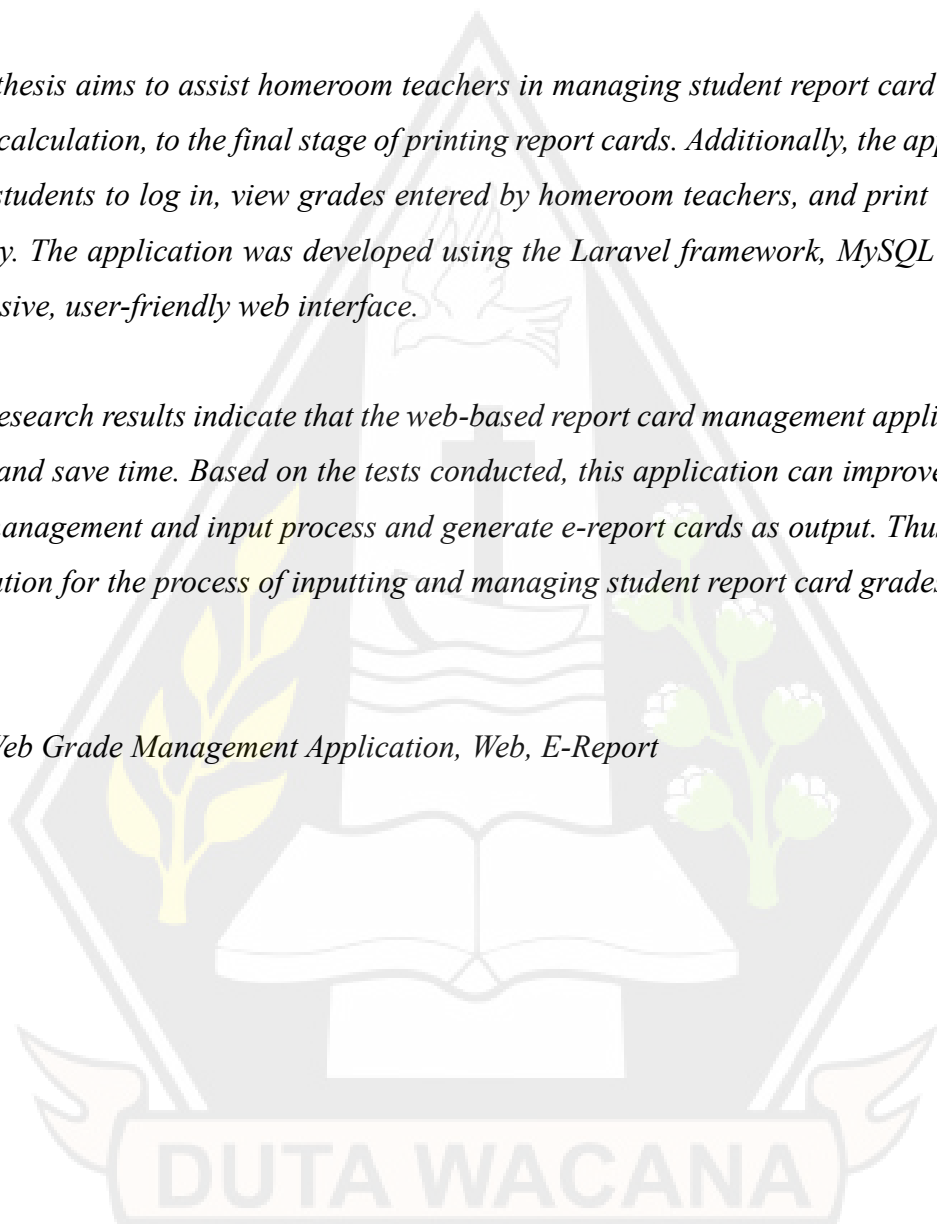 thesis aims to assist homeroom teachers in managing student report card
calculation, to the final stage of printing report cards. Additionally, the ap
students to log in, view grades entered by homeroom teachers, and print
y. The application was developed using the Laravel framework, MySQL
sive, user-friendly web interface.
esearch results indicate that the web-based report card management appli
and save time. Based on the tests conducted, this application can improve
anagement and input process and generate e-report cards as output. Thu
tion for the process of inputting and managing student report card grades
Web Grade Management Application, Web, E-Report
DUTA WACANA